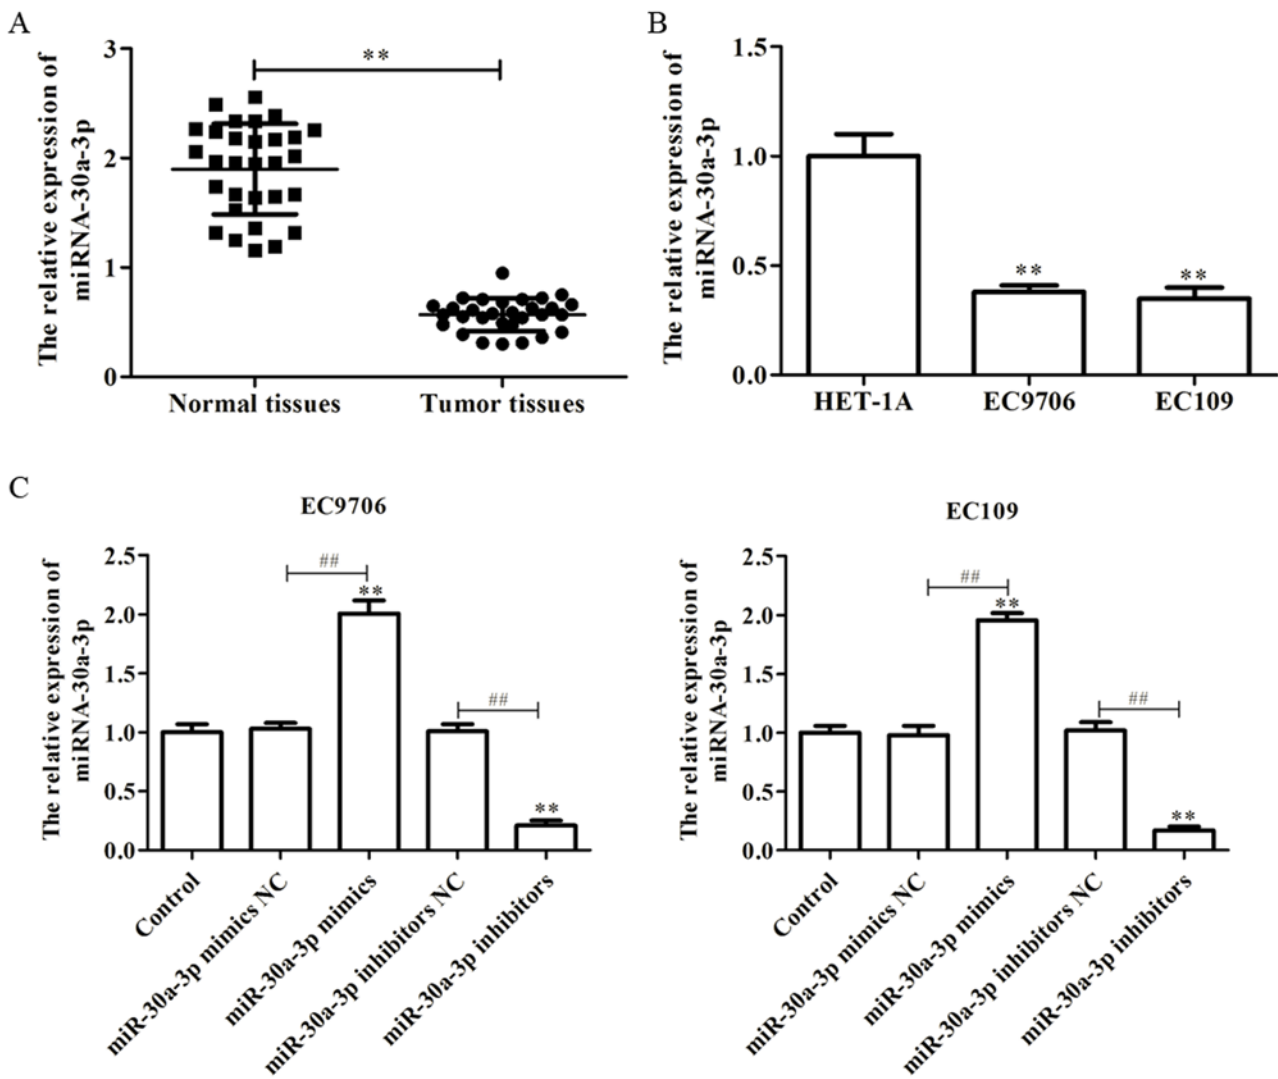 A
The relative expression of
miRNA-30a-3p
3
2
1
0
**
Normal tissues
Tumor tissues
B
The relative expression of
miRNA-30a-3p
1.5
1.0
0.5
0.0
**
**
HET-1A
EC9706
EC109
C
EC9706
The relative expression of
miRNA-30a-3p
2.5
2.0
1.5
1.0
0.5
0.0
##
**
##
**
Control
miR-30a-3p mimics NC
miR-30a-3p mimics
miR-30a-3p inhibitors NC
miR-30a-3p inhibitors
EC109
The relative expression of
miRNA-30a-3p
2.5
2.0
1.5
1.0
0.5
0.0
##
**
##
**
Control
miR-30a-3p mimics NC
miR-30a-3p mimics
miR-30a-3p inhibitors NC
miR-30a-3p inhibitors